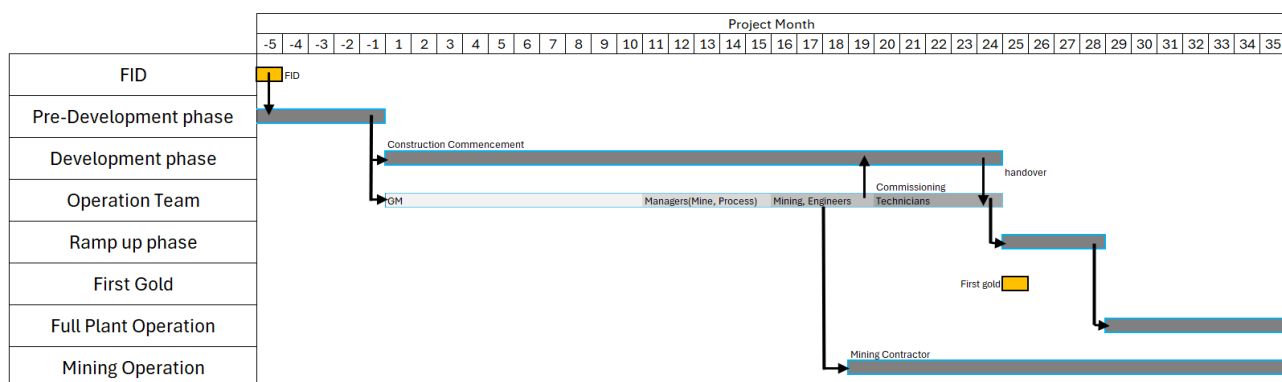 Project Month
-5 -4 -3 -2 -1 1 2 3 4 5 6 7 8 9 10 11 12 13 14 15 16 17 18 19 20 21 22 23 24 25 26 27 28 29 30 31 32 33 34 35
FID
FID
Pre-Development phase
Development phase
Construction Commencement
handover
Operation Team
GM
Managers(Mine, Process)
Mining, Engineers
Commissioning
Technicians
Ramp up phase
First Gold
First gold
Full Plant Operation
Mining Operation
Mining Contractor